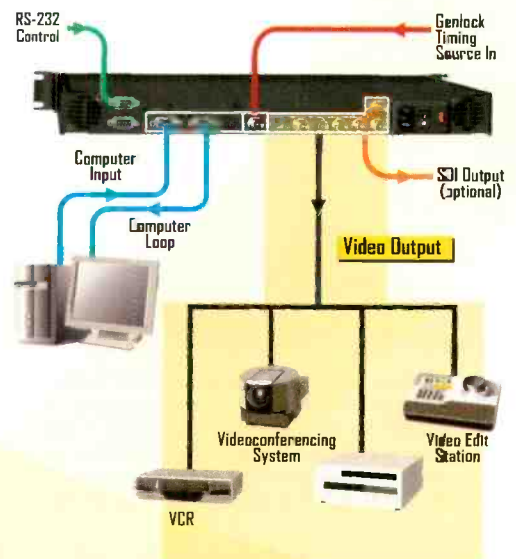 RS-232
Control
Genlock
Timing
Source In
Computer
Input
Computer
Loop
SDI Output
(optional)
Video Output
Videoconferencing
System
Video Edit
Station
VCR